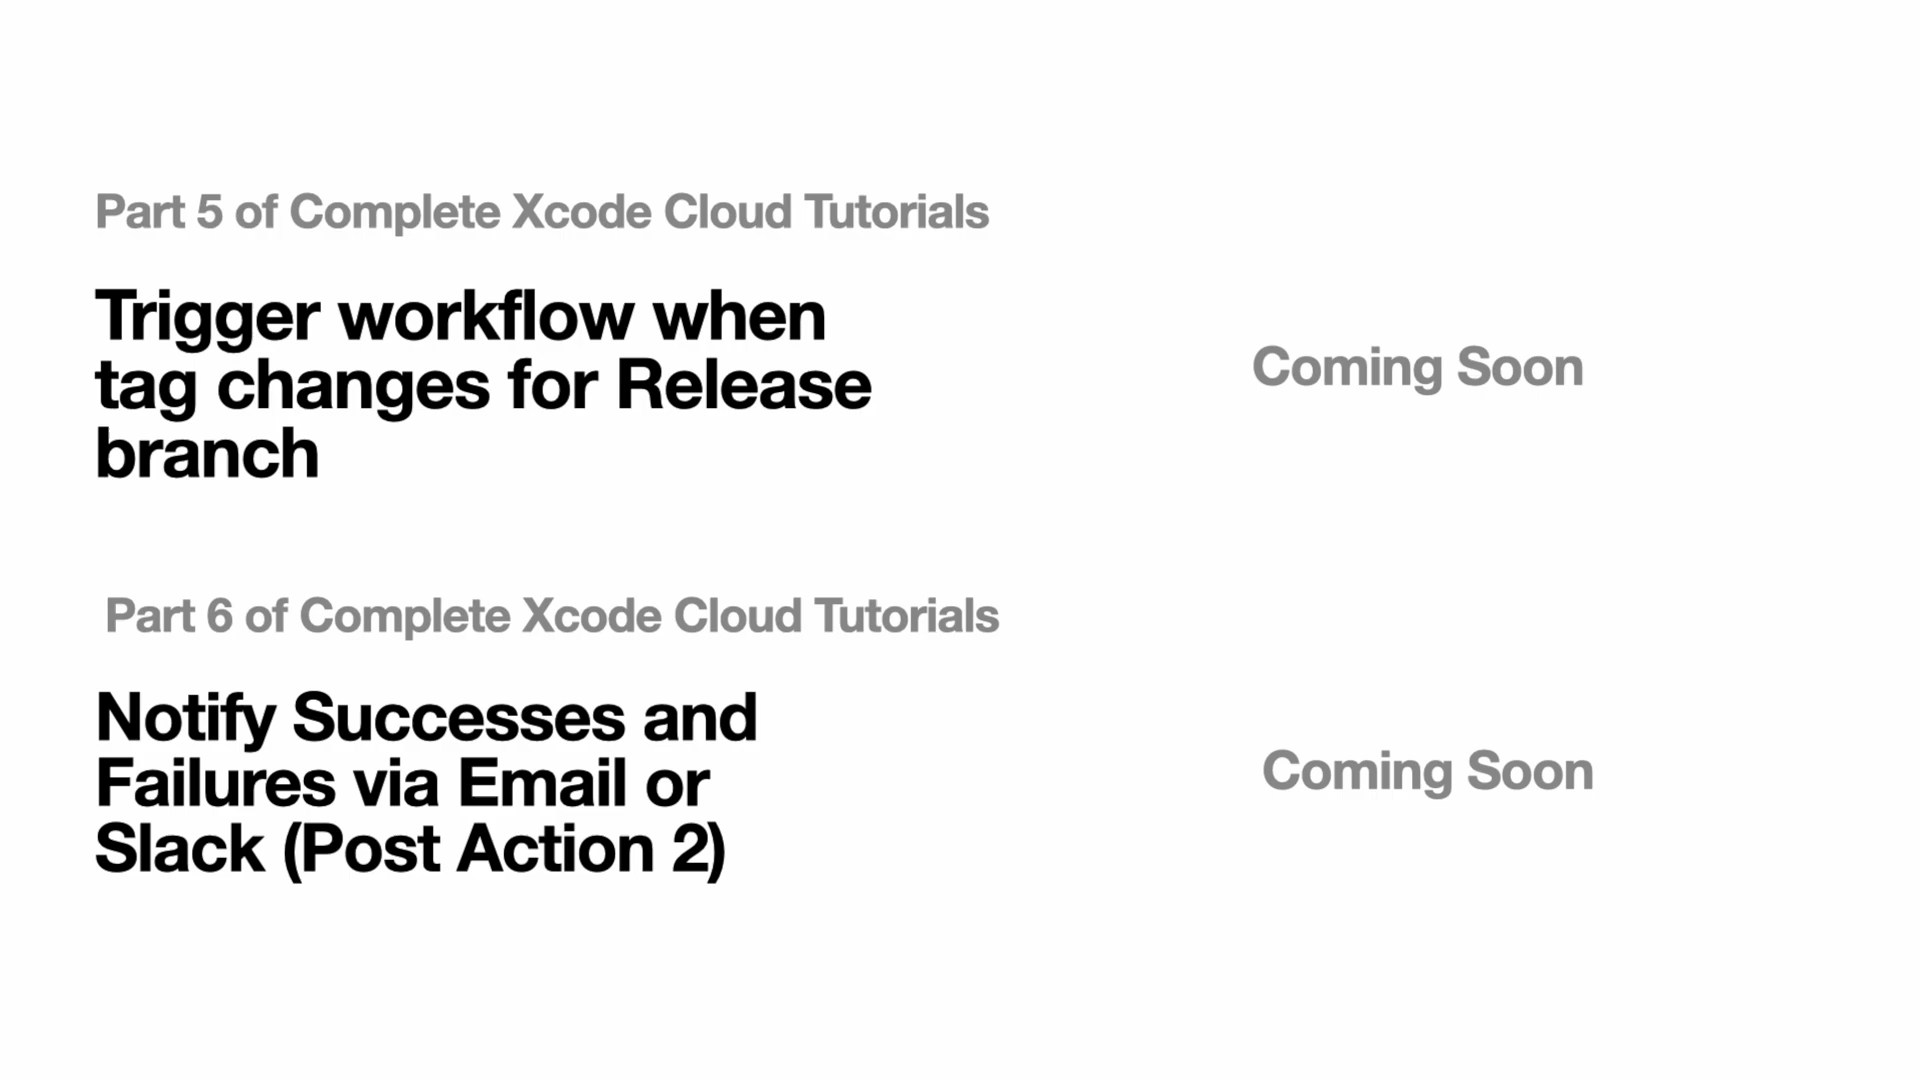 Part 5 of Complete Xcode Cloud Tutorials
Trigger workflow when
tag changes for Release
branch
Coming Soon
Part 6 of Complete Xcode Cloud Tutorials
Notify Successes and
Failures via Email or
Slack (Post Action 2)
Coming Soon